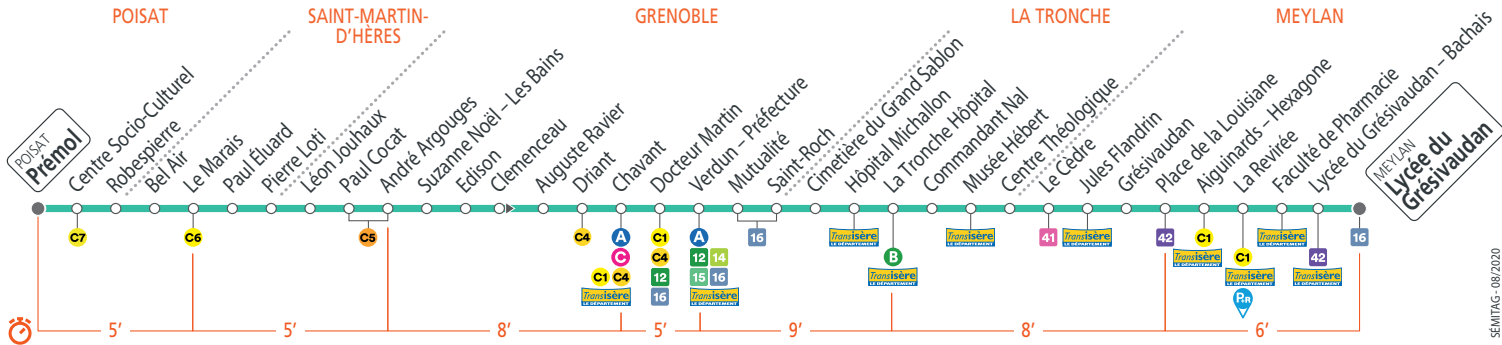 POISAT
SAINT-MARTIN-
D'HÈRES
GRENOBLE
LA TRONCHE
MEYLAN
POISAT
Prémol
Centre Socio-Culturel
Robespierre
Bel Air
Le Marais
Paul Éluard
Pierre Loti
Léon Jouhaux
Paul Cocat
André Argouges
Suzanne Noël – Les Bains
Edison
Clemenceau
Auguste Ravier
Driant
Chavant
Docteur Martin
Verdun – Préfecture
Mutualité
Saint-Roch
Cimetière du Grand Sablon
Hôpital Michallon
La Tronche Hôpital
Commandant Nal
Musée Hébert
Centre Théologique
Le Cèdre
Jules Flandrin
Grésivaudan
Place de la Louisiane
Aiguinards – Hexagone
La Revirée
Faculté de Pharmacie
Lycée du Grésivaudan – Bachais
MEYLAN
Lycée du
Grésivaudan
C7
C6
C5
C4
A
C
C1 C4
Transisère
LE DÉPARTEMENT
C1
C4
12
16
A
12 14
15 16
Transisère
LE DÉPARTEMENT
16
Transisère
LE DÉPARTEMENT
B
Transisère
LE DÉPARTEMENT
Transisère
LE DÉPARTEMENT
41
Transisère
LE DÉPARTEMENT
42
C1
Transisère
LE DÉPARTEMENT
C1
Transisère
LE DÉPARTEMENT
P+R
Transisère
LE DÉPARTEMENT
42
Transisère
LE DÉPARTEMENT
16
5' 5' 8' 5' 9' 8' 6'
SÉMITAG - 08/2020